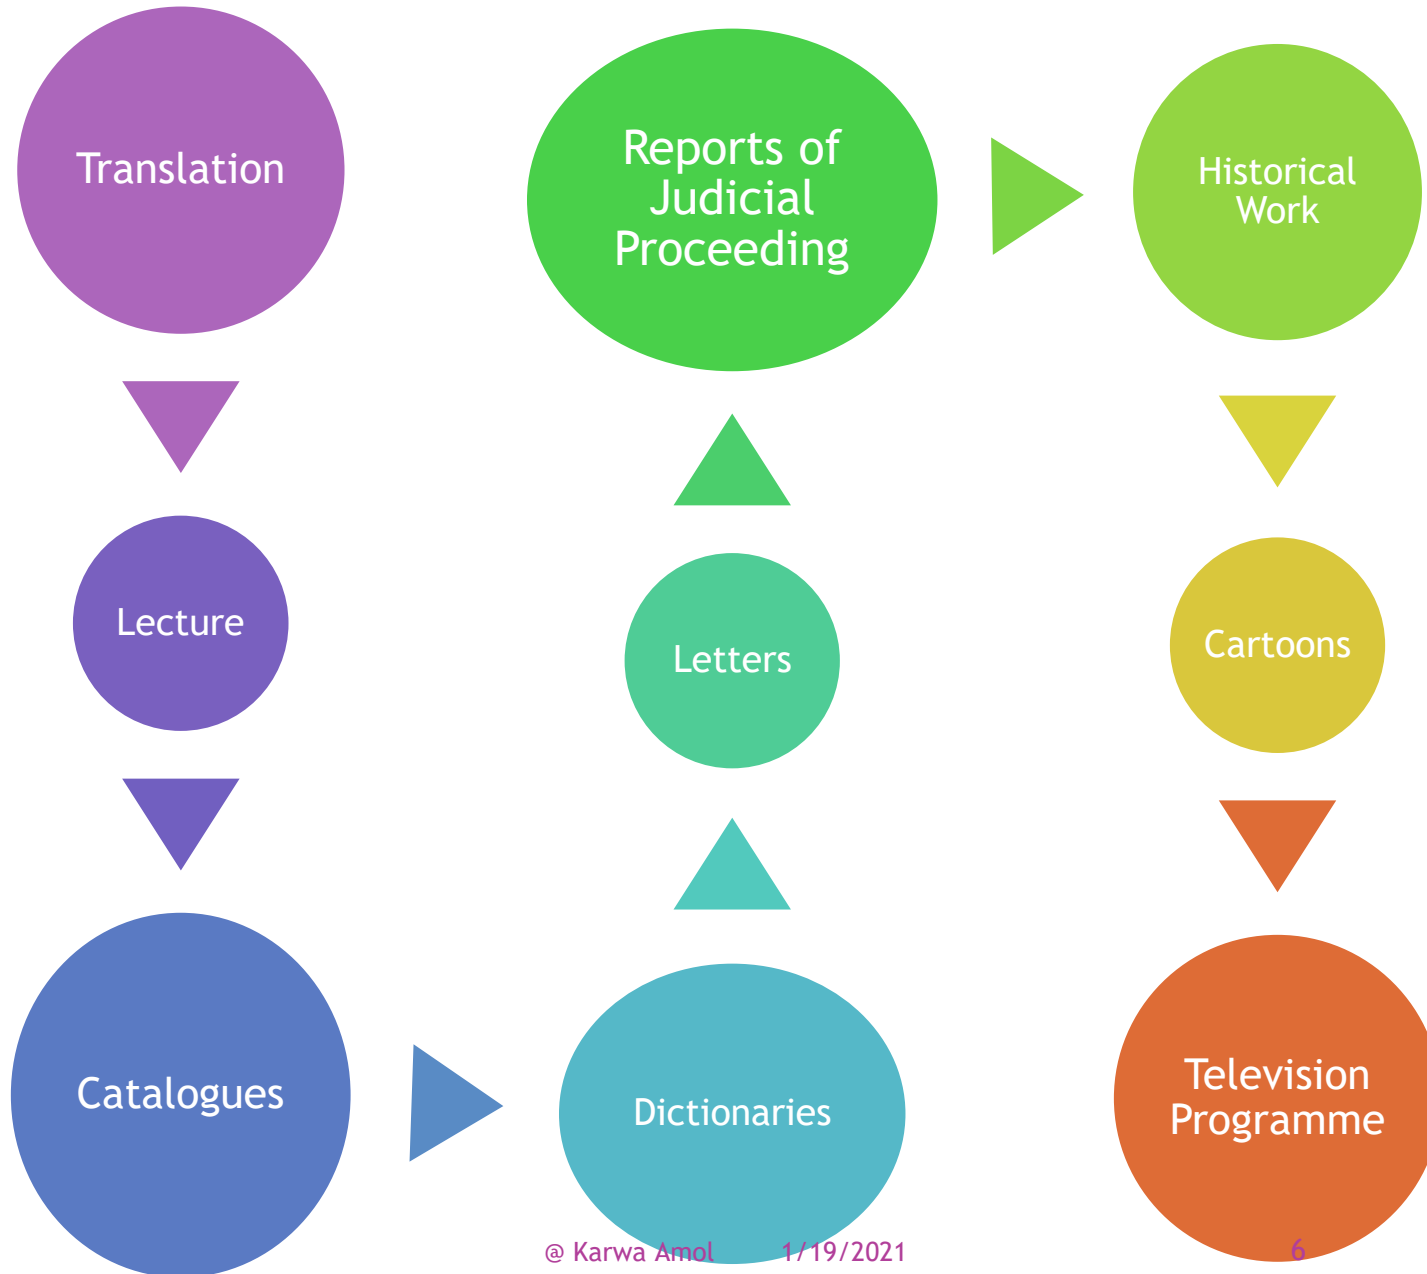 Translation
Lecture
Catalogues
Dictionaries
Letters
Reports of
Judicial
Proceeding
Historical
Work
Cartoons
Television
Programme
@ Karwa Amol 1/19/2021 6